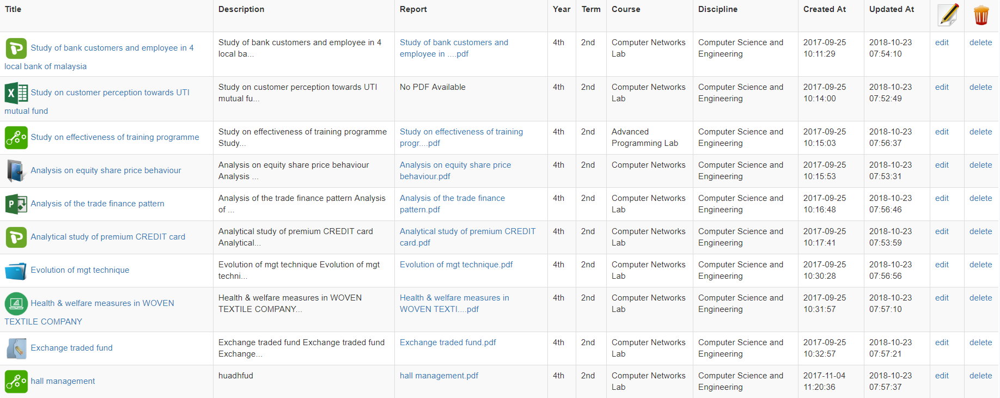 Title Description Report Year Term Course Discipline Created At Updated At
Study of bank customers and employee in 4
local bank of malaysia
Study of bank customers and employee in 4
local ba...
Study of bank customers and
employee in ....pdf
4th
2nd
Computer Networks
Lab
Computer Science and
Engineering
2017-09-25
10:11:29
2018-10-23
07:54:10
edit
delete
Study on customer perception towards UTI
mutual fund
Study on customer perception towards UTI
mutual fu...
No PDF Available
4th
2nd
Computer Networks
Lab
Computer Science and
Engineering
2017-09-25
10:14:00
2018-10-23
07:52:49
edit
delete
Study on effectiveness of training programme
Study on effectiveness of training programme
Study...
Study on effectiveness of training
progr....pdf
4th
2nd
Advanced
Programming Lab
Computer Science and
Engineering
2017-09-25
10:15:03
2018-10-23
07:56:37
edit
delete
Analysis on equity share price behaviour
Analysis on equity share price behaviour
Analysis ...
Analysis on equity share price
behaviour.pdf
4th
2nd
Computer Networks
Computer Science and
Engineering
2017-09-25
10:15:53
2018-10-23
07:53:31
edit
delete
Analysis of the trade finance pattern
Analysis of the trade finance pattern Analysis
of ...
Analysis of the trade finance
pattern.pdf
4th
2nd
Computer Networks
Lab
Computer Science and
Engineering
2017-09-25
10:16:48
2018-10-23
07:56:46
edit
delete
Analytical study of premium CREDIT card
Analytical study of premium CREDIT card
Analytical...
Analytical study of premium CREDIT
card.pdf
4th
2nd
Computer Networks
Lab
Computer Science and
Engineering
2017-09-25
10:17:41
2018-10-23
07:53:59
edit
delete
Evolution of mgt technique
Evolution of mgt technique Evolution of mgt
techni...
Evolution of mgt technique.pdf
4th
2nd
Computer Networks
Lab
Computer Science and
Engineering
2017-09-25
10:30:28
2018-10-23
07:56:56
edit
delete
Health & welfare measures in WOVEN
TEXTILE COMPANY
Health & welfare measures in WOVEN
TEXTILE COMPANY...
Health & welfare measures in
WOVEN TEXTI....pdf
4th
2nd
Computer Networks
Lab
Computer Science and
Engineering
2017-09-25
10:31:57
2018-10-23
07:57:10
edit
delete
Exchange traded fund
Exchange traded fund Exchange traded fund
Exchange...
Exchange traded fund.pdf
4th
2nd
Computer Networks
Lab
Computer Science and
Engineering
2017-09-25
10:32:57
2018-10-23
07:57:21
edit
delete
hall management
huadhfud
hall management.pdf
4th
2nd
Computer Networks
Lab
Computer Science and
Engineering
2017-11-04
11:20:36
2018-10-23
07:57:37
edit
delete